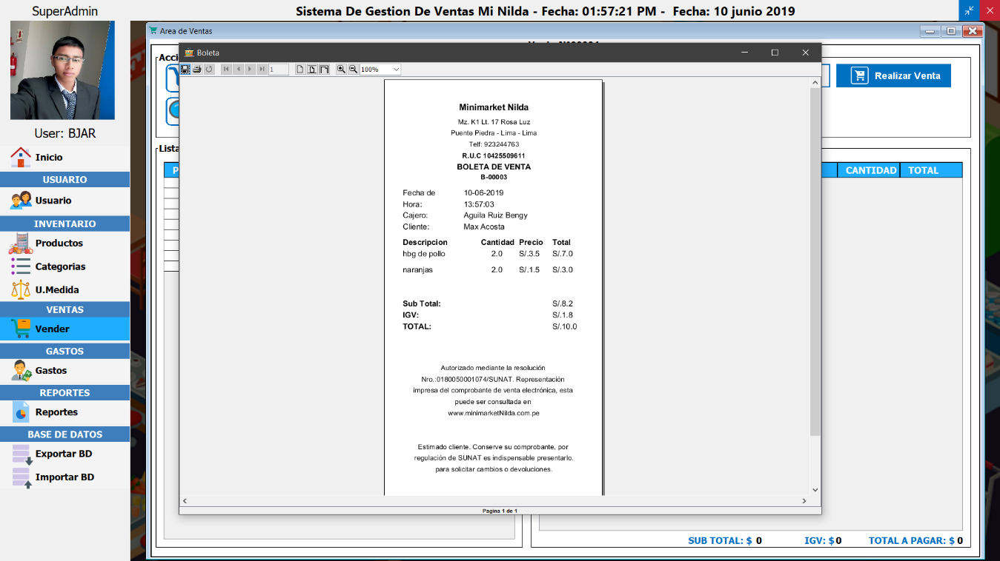 SuperAdmin
Sistema De Gestion De Ventas Mi Nilda - Fecha: 01:57:21 PM - Fecha: 10 junio 2019
User: BJAR
Inicio
USUARIO
Usuario
INVENTARIO
Productos
Categorias
U.Medida
VENTAS
Vender
GASTOS
Gastos
REPORTES
Reportes
BASE DE DATOS
Exportar BD
Importar BD
Area de Ventas
Realizar Venta
CANTIDAD TOTAL
Boleta
1
100%
Minimarket Nilda
Mz. K1 Lt. 17 Rosa Luz
Puente Piedra - Lima - Lima
Telf: 923244763
R.U.C 10425509611
BOLETA DE VENTA
B-00003
Fecha de 10-06-2019
Hora: 13:57:03
Cajero: Aguila Ruiz Bengy
Cliente: Max Acosta
Descripcion Cantidad Precio Total
hbg de pollo 2.0 S/.3.5 S/.7.0
naranjas 2.0 S/.1.5 S/.3.0
Sub Total: S/.8.2
IGV: S/.1.8
TOTAL: S/.10.0
Autorizado mediante la resolución
Nro.:0180050001074/SUNAT. Representación
impresa del comprobante de venta electrónica, esta
puede ser consultada en
www.minimarketNilda.com.pe
Estimado cliente. Conserve su comprobante, por
regulación de SUNAT es indispensable presentarlo.
para solicitar cambios o devoluciones.
Pagina 1 de 1
SUB TOTAL: $ 0 IGV: $ 0 TOTAL A PAGAR: $ 0